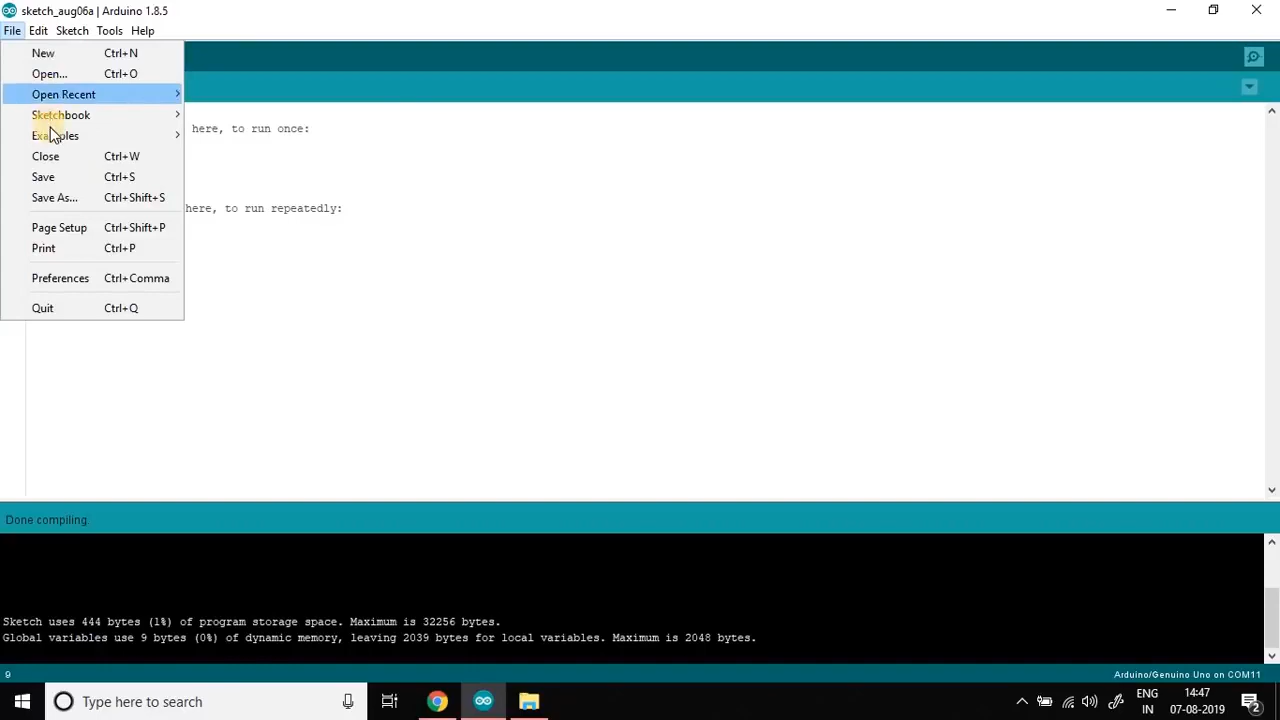 sketch_aug06a | Arduino 1.8.5
File Edit Sketch Tools Help
New Ctrl+N
Open... Ctrl+O
Open Recent
Sketchbook
Examples
Close Ctrl+W
Save Ctrl+S
Save As... Ctrl+Shift+S
Page Setup Ctrl+Shift+P
Print Ctrl+P
Preferences Ctrl+Comma
Quit Ctrl+Q
here, to run once:
here, to run repeatedly:
Done compiling.
Sketch uses 444 bytes (1%) of program storage space. Maximum is 32256 bytes.
Global variables use 9 bytes (0%) of dynamic memory, leaving 2039 bytes for local variables. Maximum is 2048 bytes.
9 Arduino/Genuino Uno on COM11
Type here to search
ENG
IN
14:47
07-08-2019
2